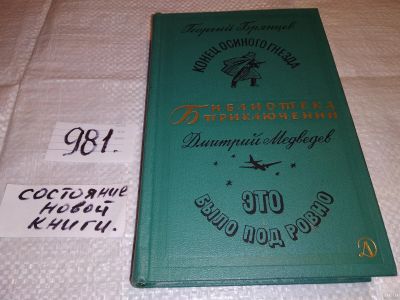 Георгий Брянцев
КОНЕЦ ОСИНОГО ГНЕЗДА
БИБЛИОТЕКА
ПРИКЛЮЧЕНИЙ
Дмитрий Медведев
ЭТО
БЫЛО ПОД РОВНО
981.
СОСТОЯНИЕ
НОВОЙ
КНИГИ.